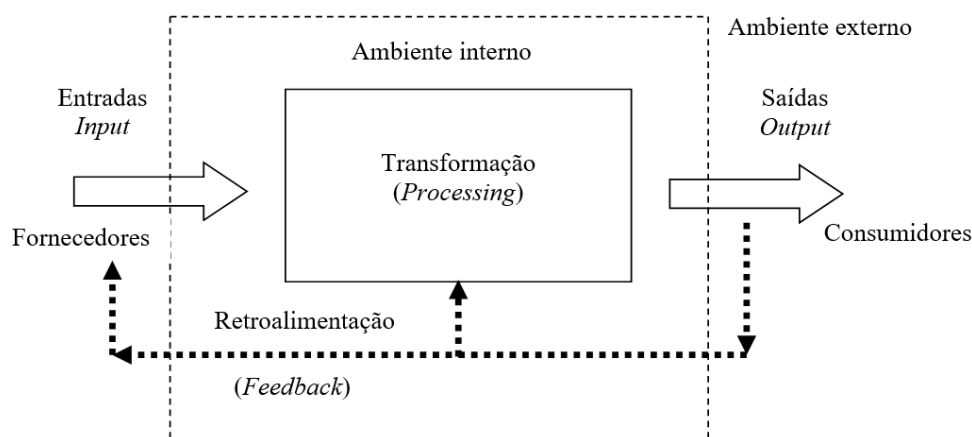 Ambiente externo
Ambiente interno
Entradas
Input
Saídas
Output
Transformação
(Processing)
Fornecedores
Consumidores
Retroalimentação
(Feedback)